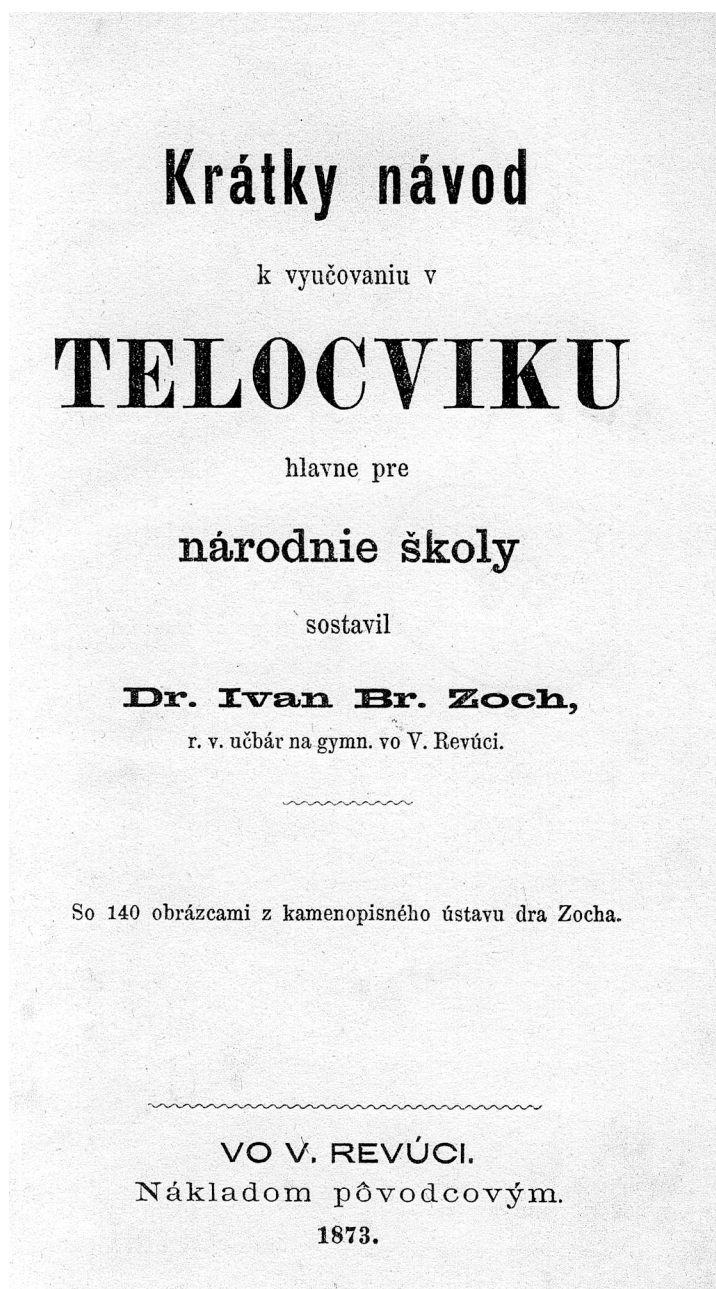 Krátky návod
k vyučovaniu v
TELOCVIKU
hlavne pre
národnie školy
sostavil
Dr. Ivan Br. Zoch,
r. v. učbár na gymn. vo V. Revúci.
So 140 obrázcami z kamenopisného ústavu dra Zocha.
VO V. REVÚCI.
Nákladom pôvodcovým.
1873.